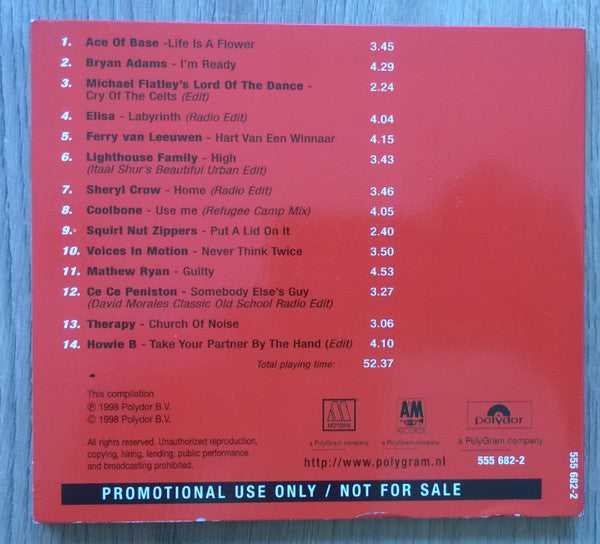 1. Ace Of Base -Life Is A Flower 3.45
2. Bryan Adams - I'm Ready 4.29
3. Michael Flatley's Lord Of The Dance - 2.24
Cry Of The Celts (Edit)
4. Elisa - Labyrinth (Radio Edit) 4.04
5. Ferry van Leeuwen - Hart Van Een Winnaar 4.15
6. Lighthouse Family - High 3.43
(Itaal Shur's Beautiful Urban Edit)
7. Sheryl Crow - Home (Radio Edit) 3.46
8. Coolbone - Use me (Refugee Camp Mix) 4.05
9. Squirl Nut Zippers - Put A Lid On It 2.40
10. Voices In Motion - Never Think Twice 3.50
11. Mathew Ryan - Guilty 4.53
12. Ce Ce Peniston - Somebody Else's Guy 3.27
(David Morales Classic Old School Radio Edit)
13. Therapy - Church Of Noise 3.06
14. Howie B - Take Your Partner By The Hand (Edit) 4.10
Total playing time: 52.37
This compilation
℗ 1998 Polydor B.V.
© 1998 Polydor B.V.
All rights reserved. Unauthorized reproduction,
copying, hiring, lending, public performance
and broadcasting prohibited.
M
MOTOWN
a PolyGram company
A&M
RECORDS
a PolyGram company
polydor
a PolyGram company
http://www.polygram.nl
555 682-2
PROMOTIONAL USE ONLY / NOT FOR SALE
555 682-2